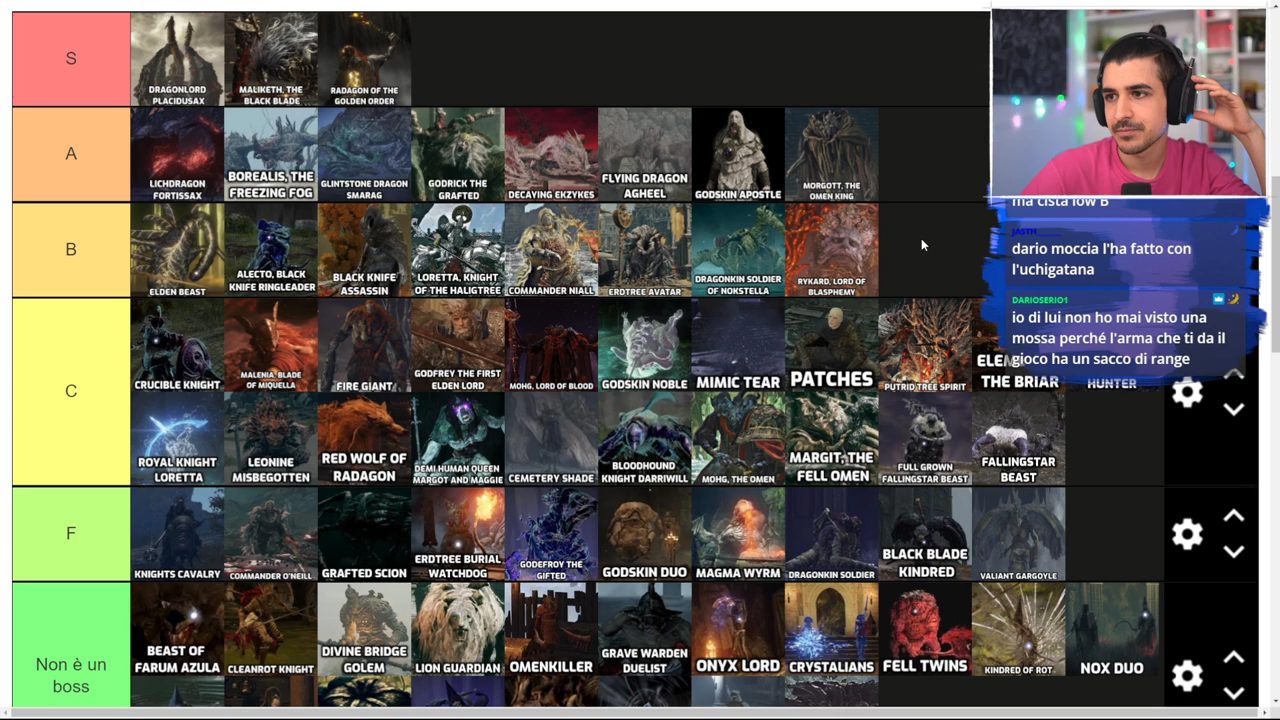 S
DRAGONLORD
PLACIDUSAX
MALIKETH, THE
BLACK BLADE
RADAGON OF THE
GOLDEN ORDER
A
LICHDRAGON
FORTISSAX
BOREALIS, THE
FREEZING FOG
GLINTSTONE DRAGON
SMARAG
GODRICK THE
GRAFTED
DECAYING EKZYKES
FLYING DRAGON
AGHEEL
GODSKIN APOSTLE
MORGOTT, THE
OMEN KING
ma cista low B
B
ELDEN BEAST
ALECTO, BLACK
KNIFE RINGLEADER
BLACK KNIFE
ASSASSIN
LORETTA, KNIGHT
OF THE HALIGTREE
COMMANDER NIALL
ERDTREE AVATAR
DRAGONKIN SOLDIER
OF NOKSTELLA
RYKARD, LORD OF
BLASPHEMY
dario moccia l'ha fatto con
l'uchigatana
DARIOSERIO1
io di lui non ho mai visto una
mossa perché l'arma che ti da il
gioco ha un sacco di range
C
CRUCIBLE KNIGHT
MALENIA, BLADE
OF MIQUELLA
FIRE GIANT
GODFREY THE FIRST
ELDEN LORD
MOHG, LORD OF BLOOD
GODSKIN NOBLE
MIMIC TEAR
PATCHES
PUTRID TREE SPIRIT
THE BRIAR
HUNTER
ROYAL KNIGHT
LORETTA
LEONINE
MISBEGOTTEN
RED WOLF OF
RADAGON
DEMI HUMAN QUEEN
MARGOT AND MAGGIE
CEMETERY SHADE
BLOODHOUND
KNIGHT DARRIWILL
MOHG, THE OMEN
MARGIT, THE
FELL OMEN
FULL GROWN
FALLINGSTAR BEAST
FALLINGSTAR
BEAST
F
KNIGHTS CAVALRY
COMMANDER O'NEILL
GRAFTED SCION
ERDTREE BURIAL
WATCHDOG
GODEFROY THE
GIFTED
GODSKIN DUO
MAGMA WYRM
DRAGONKIN SOLDIER
BLACK BLADE
KINDRED
VALIANT GARGOYLE
Non è un
boss
BEAST OF
FARUM AZULA
CLEANROT KNIGHT
DIVINE BRIDGE
GOLEM
LION GUARDIAN
OMENKILLER
GRAVE WARDEN
DUELIST
ONYX LORD
CRYSTALIANS
FELL TWINS
KINDRED OF ROT
NOX DUO